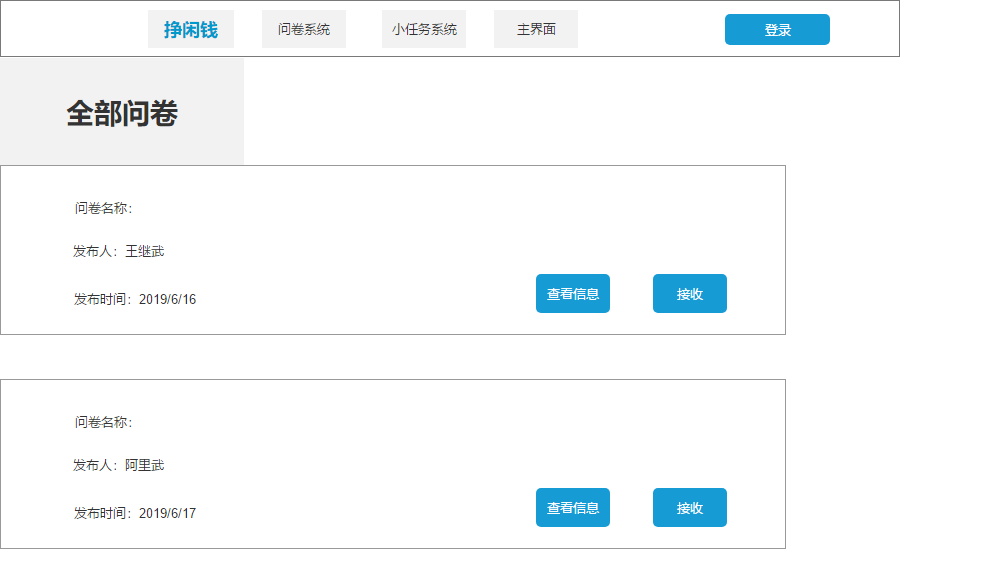 挣闲钱 问卷系统 小任务系统 主界面 登录
全部问卷
问卷名称：
发布人：王继武
发布时间：2019/6/16 查看信息 接收
问卷名称：
发布人：阿里武
发布时间：2019/6/17 查看信息 接收